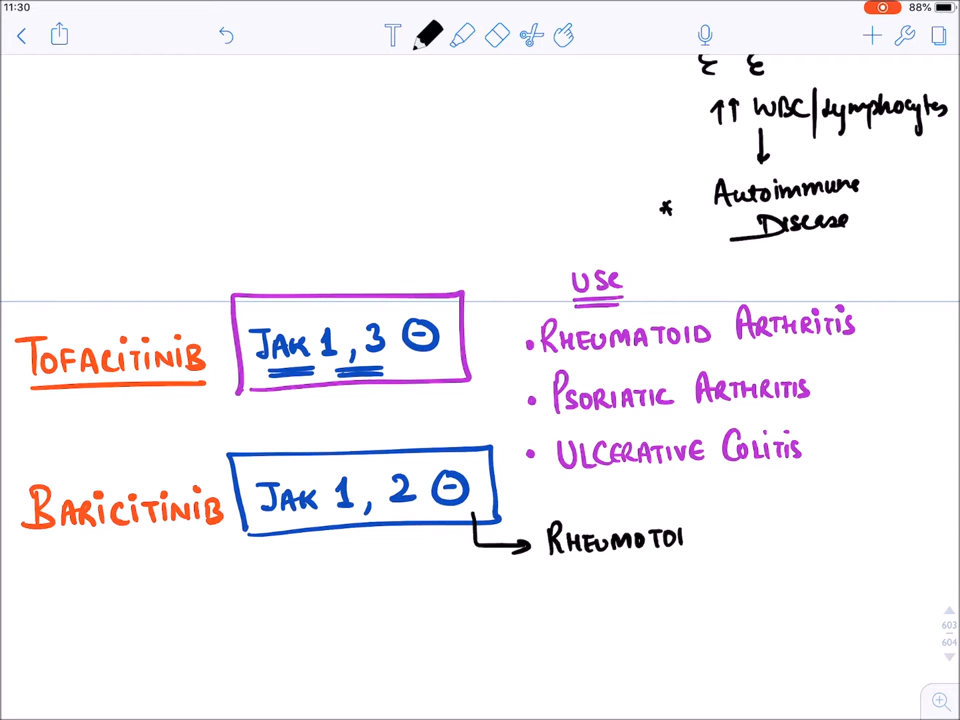 11:30
88%
T
ε ε
↑↑ WBC/Lymphocytes
↓
* Autoimmune
Disease
USE
TOFACITINIB JAK 1, 3 ⊖
• RHEUMATOID ARTHRITIS
• PSORIATIC ARTHRITIS
• ULCERATIVE COLITIS
BARICITINIB JAK 1, 2 ⊖
→ RHEUMOTOI
603
604